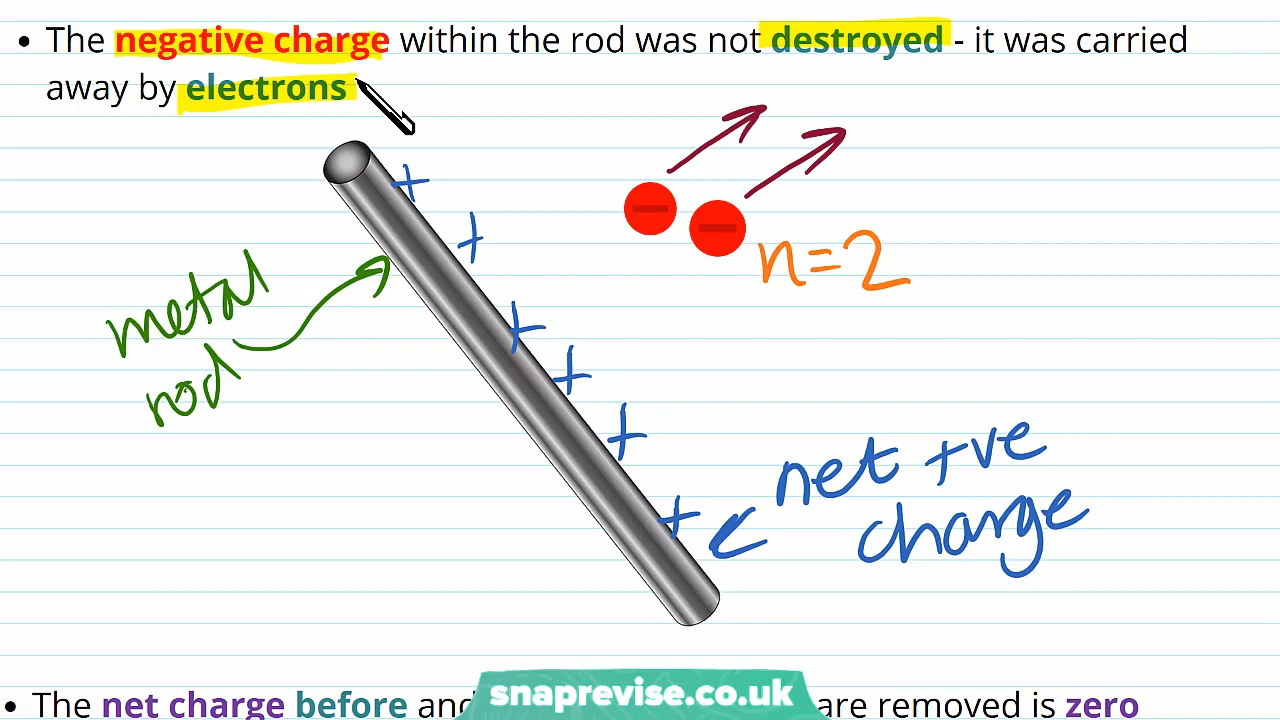 • The negative charge within the rod was not destroyed - it was carried
away by electrons
n=2
metal
rod
net +ve
charge
• The net charge before and are removed is zero
snaprevise.co.uk